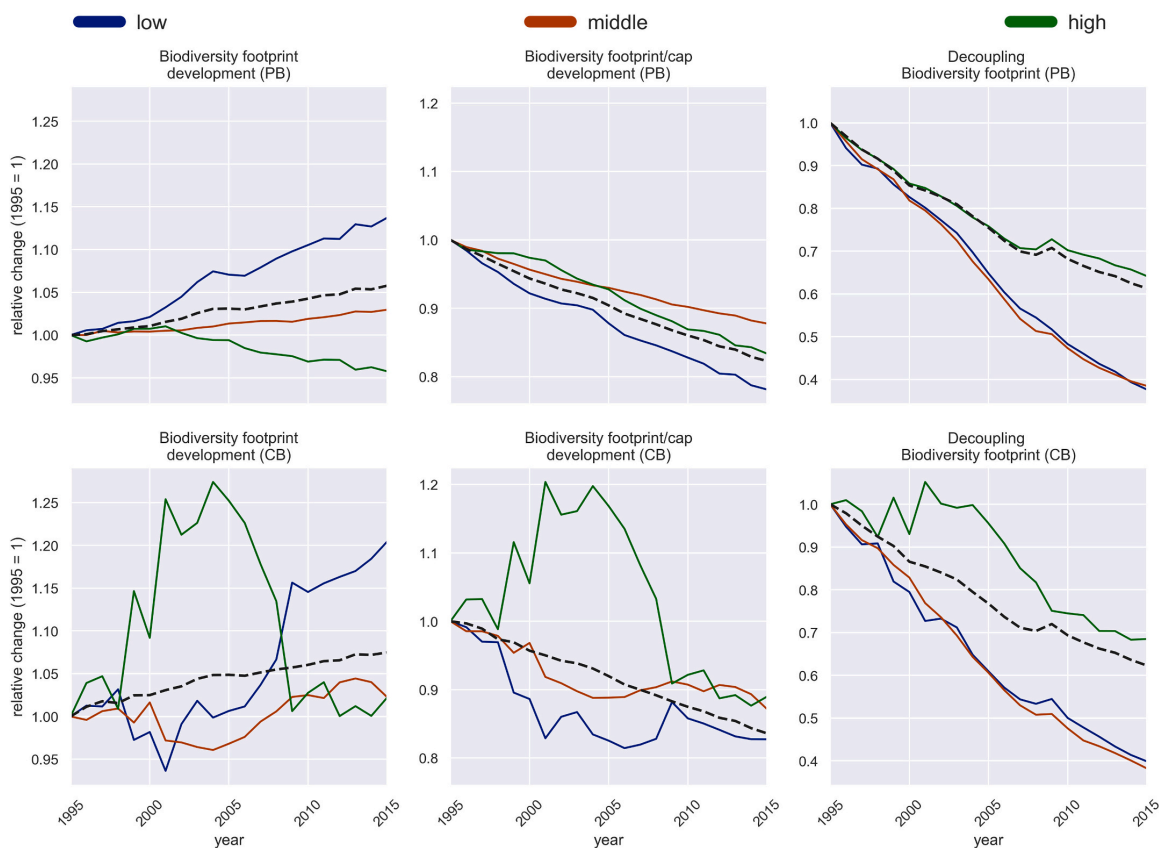 low
middle
high
Biodiversity footprint
development (PB)
Biodiversity footprint/cap
development (PB)
Decoupling
Biodiversity footprint (PB)
relative change (1995 = 1)
1.25
1.20
1.15
1.10
1.05
1.00
0.95
1.2
1.1
1.0
0.9
0.8
1.0
0.9
0.8
0.7
0.6
0.5
0.4
Biodiversity footprint
development (CB)
Biodiversity footprint/cap
development (CB)
Decoupling
Biodiversity footprint (CB)
relative change (1995 = 1)
1.25
1.20
1.15
1.10
1.05
1.00
0.95
1.2
1.1
1.0
0.9
0.8
1.0
0.9
0.8
0.7
0.6
0.5
0.4
1995
2000
2005
2010
2015
1995
2000
2005
2010
2015
1995
2000
2005
2010
2015
year
year
year